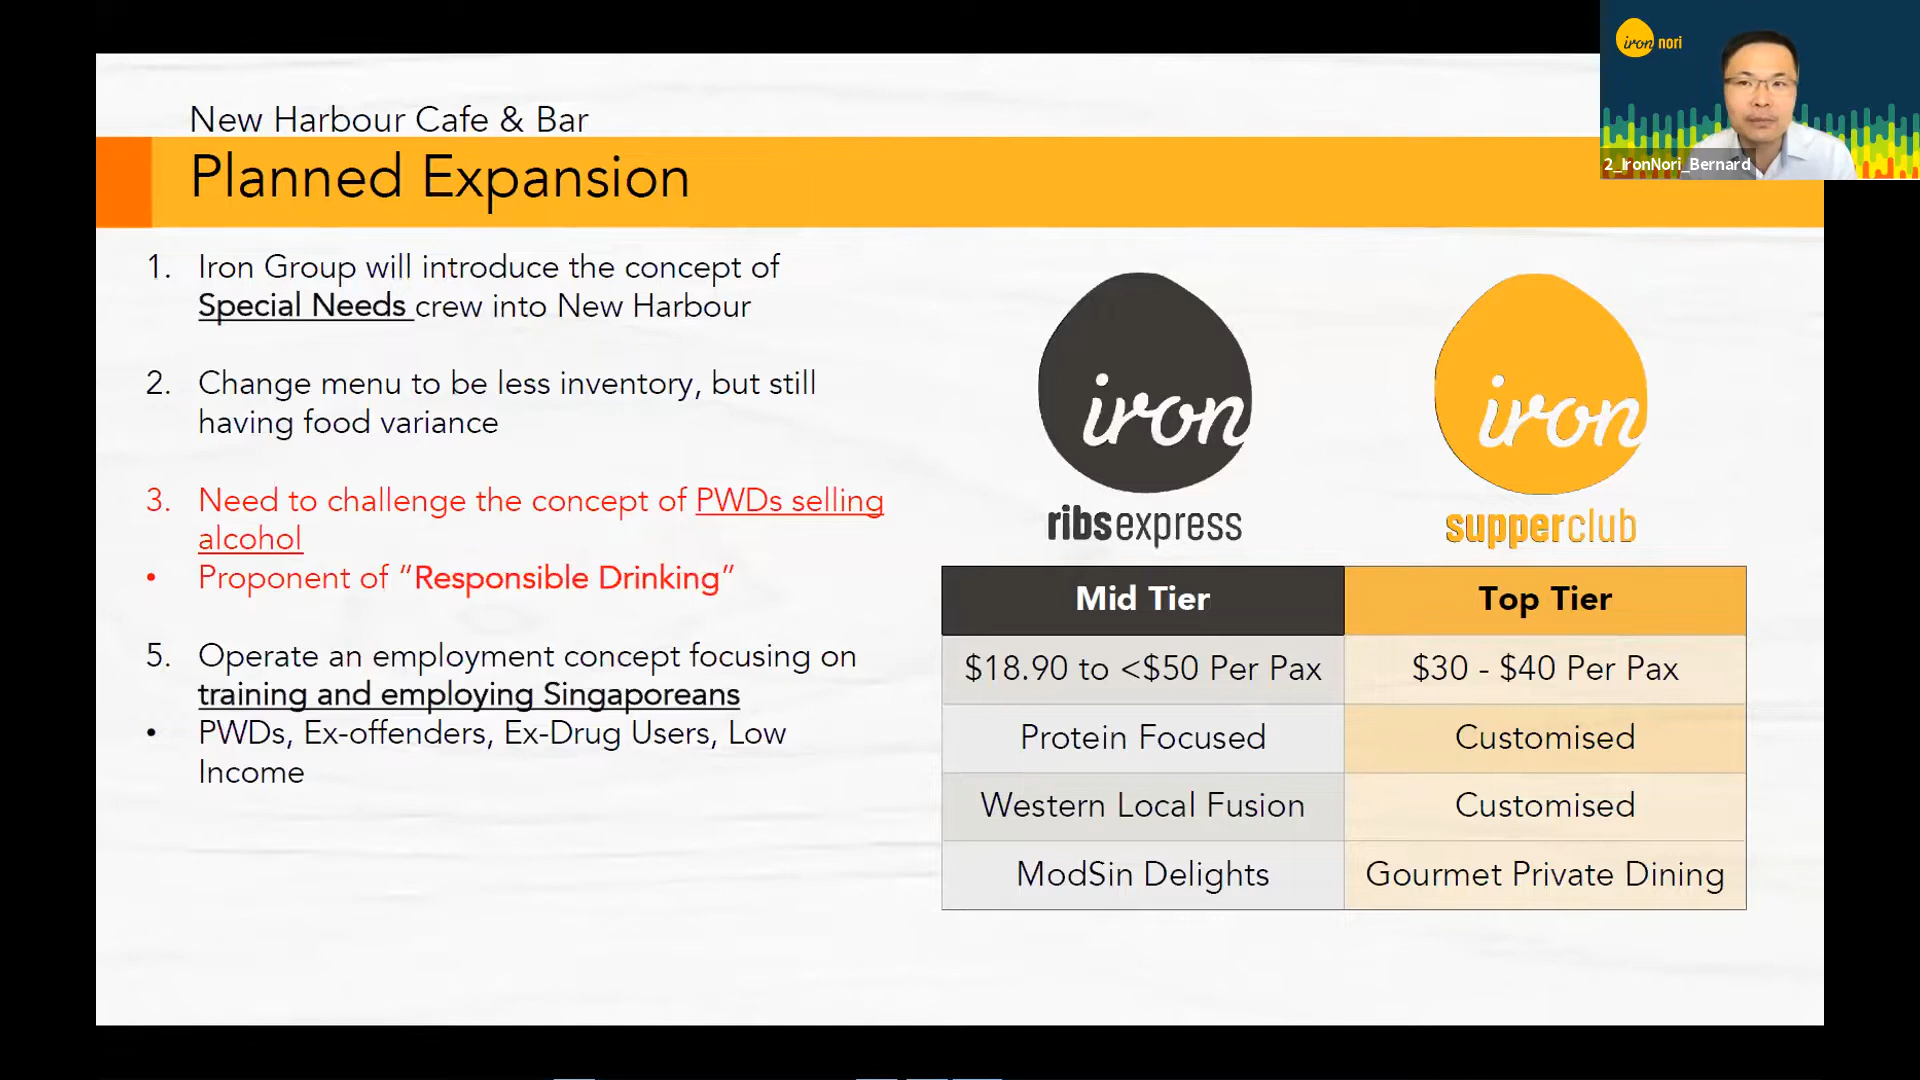 iron nori
2_IronNori_Bernard
New Harbour Cafe & Bar
Planned Expansion
1. Iron Group will introduce the concept of
Special Needs crew into New Harbour
2. Change menu to be less inventory, but still
having food variance
3. Need to challenge the concept of PWDs selling
alcohol
• Proponent of “Responsible Drinking”
5. Operate an employment concept focusing on
training and employing Singaporeans
• PWDs, Ex-offenders, Ex-Drug Users, Low
Income
iron
ribsexpress
iron
supperclub
Mid Tier Top Tier
$18.90 to <$50 Per Pax $30 - $40 Per Pax
Protein Focused Customised
Western Local Fusion Customised
ModSin Delights Gourmet Private Dining